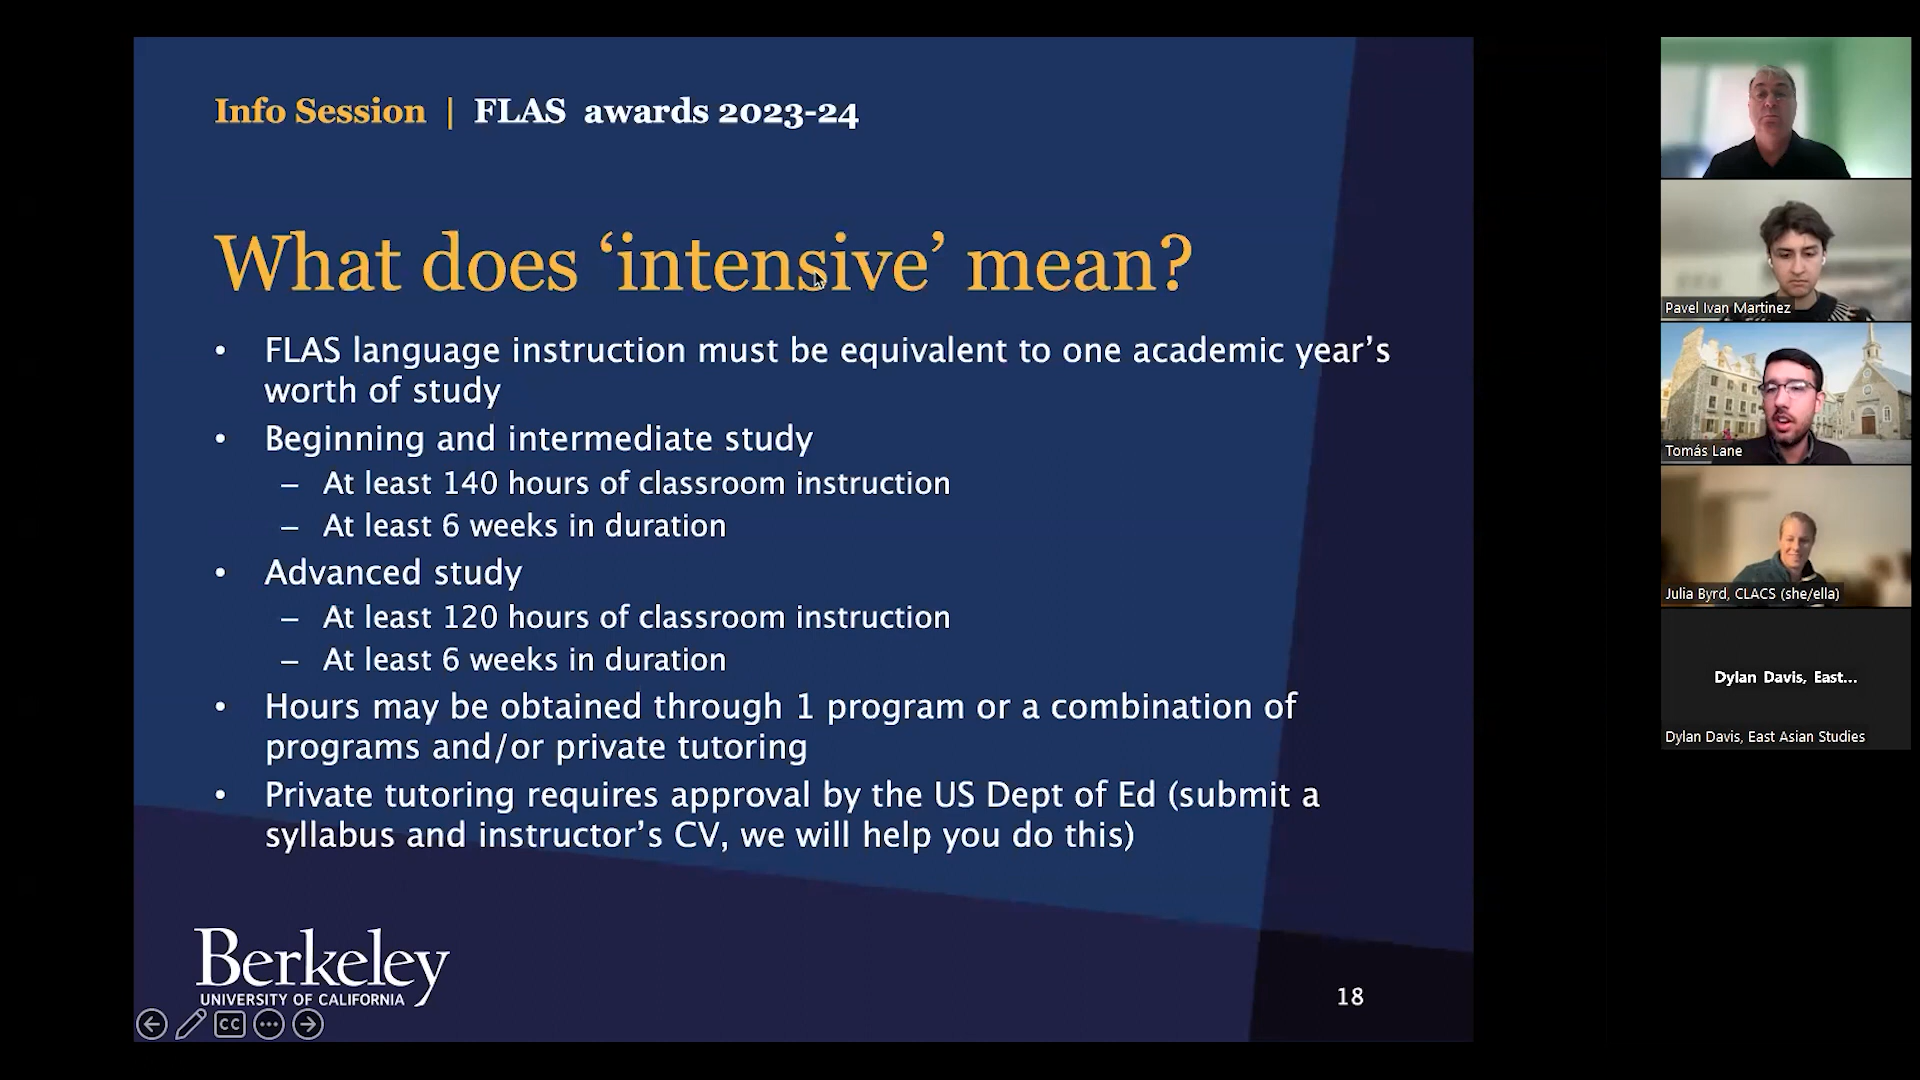 Info Session | FLAS awards 2023-24
What does ‘intensive’ mean?
• FLAS language instruction must be equivalent to one academic year’s
worth of study
• Beginning and intermediate study
– At least 140 hours of classroom instruction
– At least 6 weeks in duration
• Advanced study
– At least 120 hours of classroom instruction
– At least 6 weeks in duration
• Hours may be obtained through 1 program or a combination of
programs and/or private tutoring
• Private tutoring requires approval by the US Dept of Ed (submit a
syllabus and instructor’s CV, we will help you do this)
Berkeley
UNIVERSITY OF CALIFORNIA
18
CC
Pavel Ivan Martinez
Tomás Lane
Julia Byrd, CLACS (she/ella)
Dylan Davis, East...
Dylan Davis, East Asian Studies